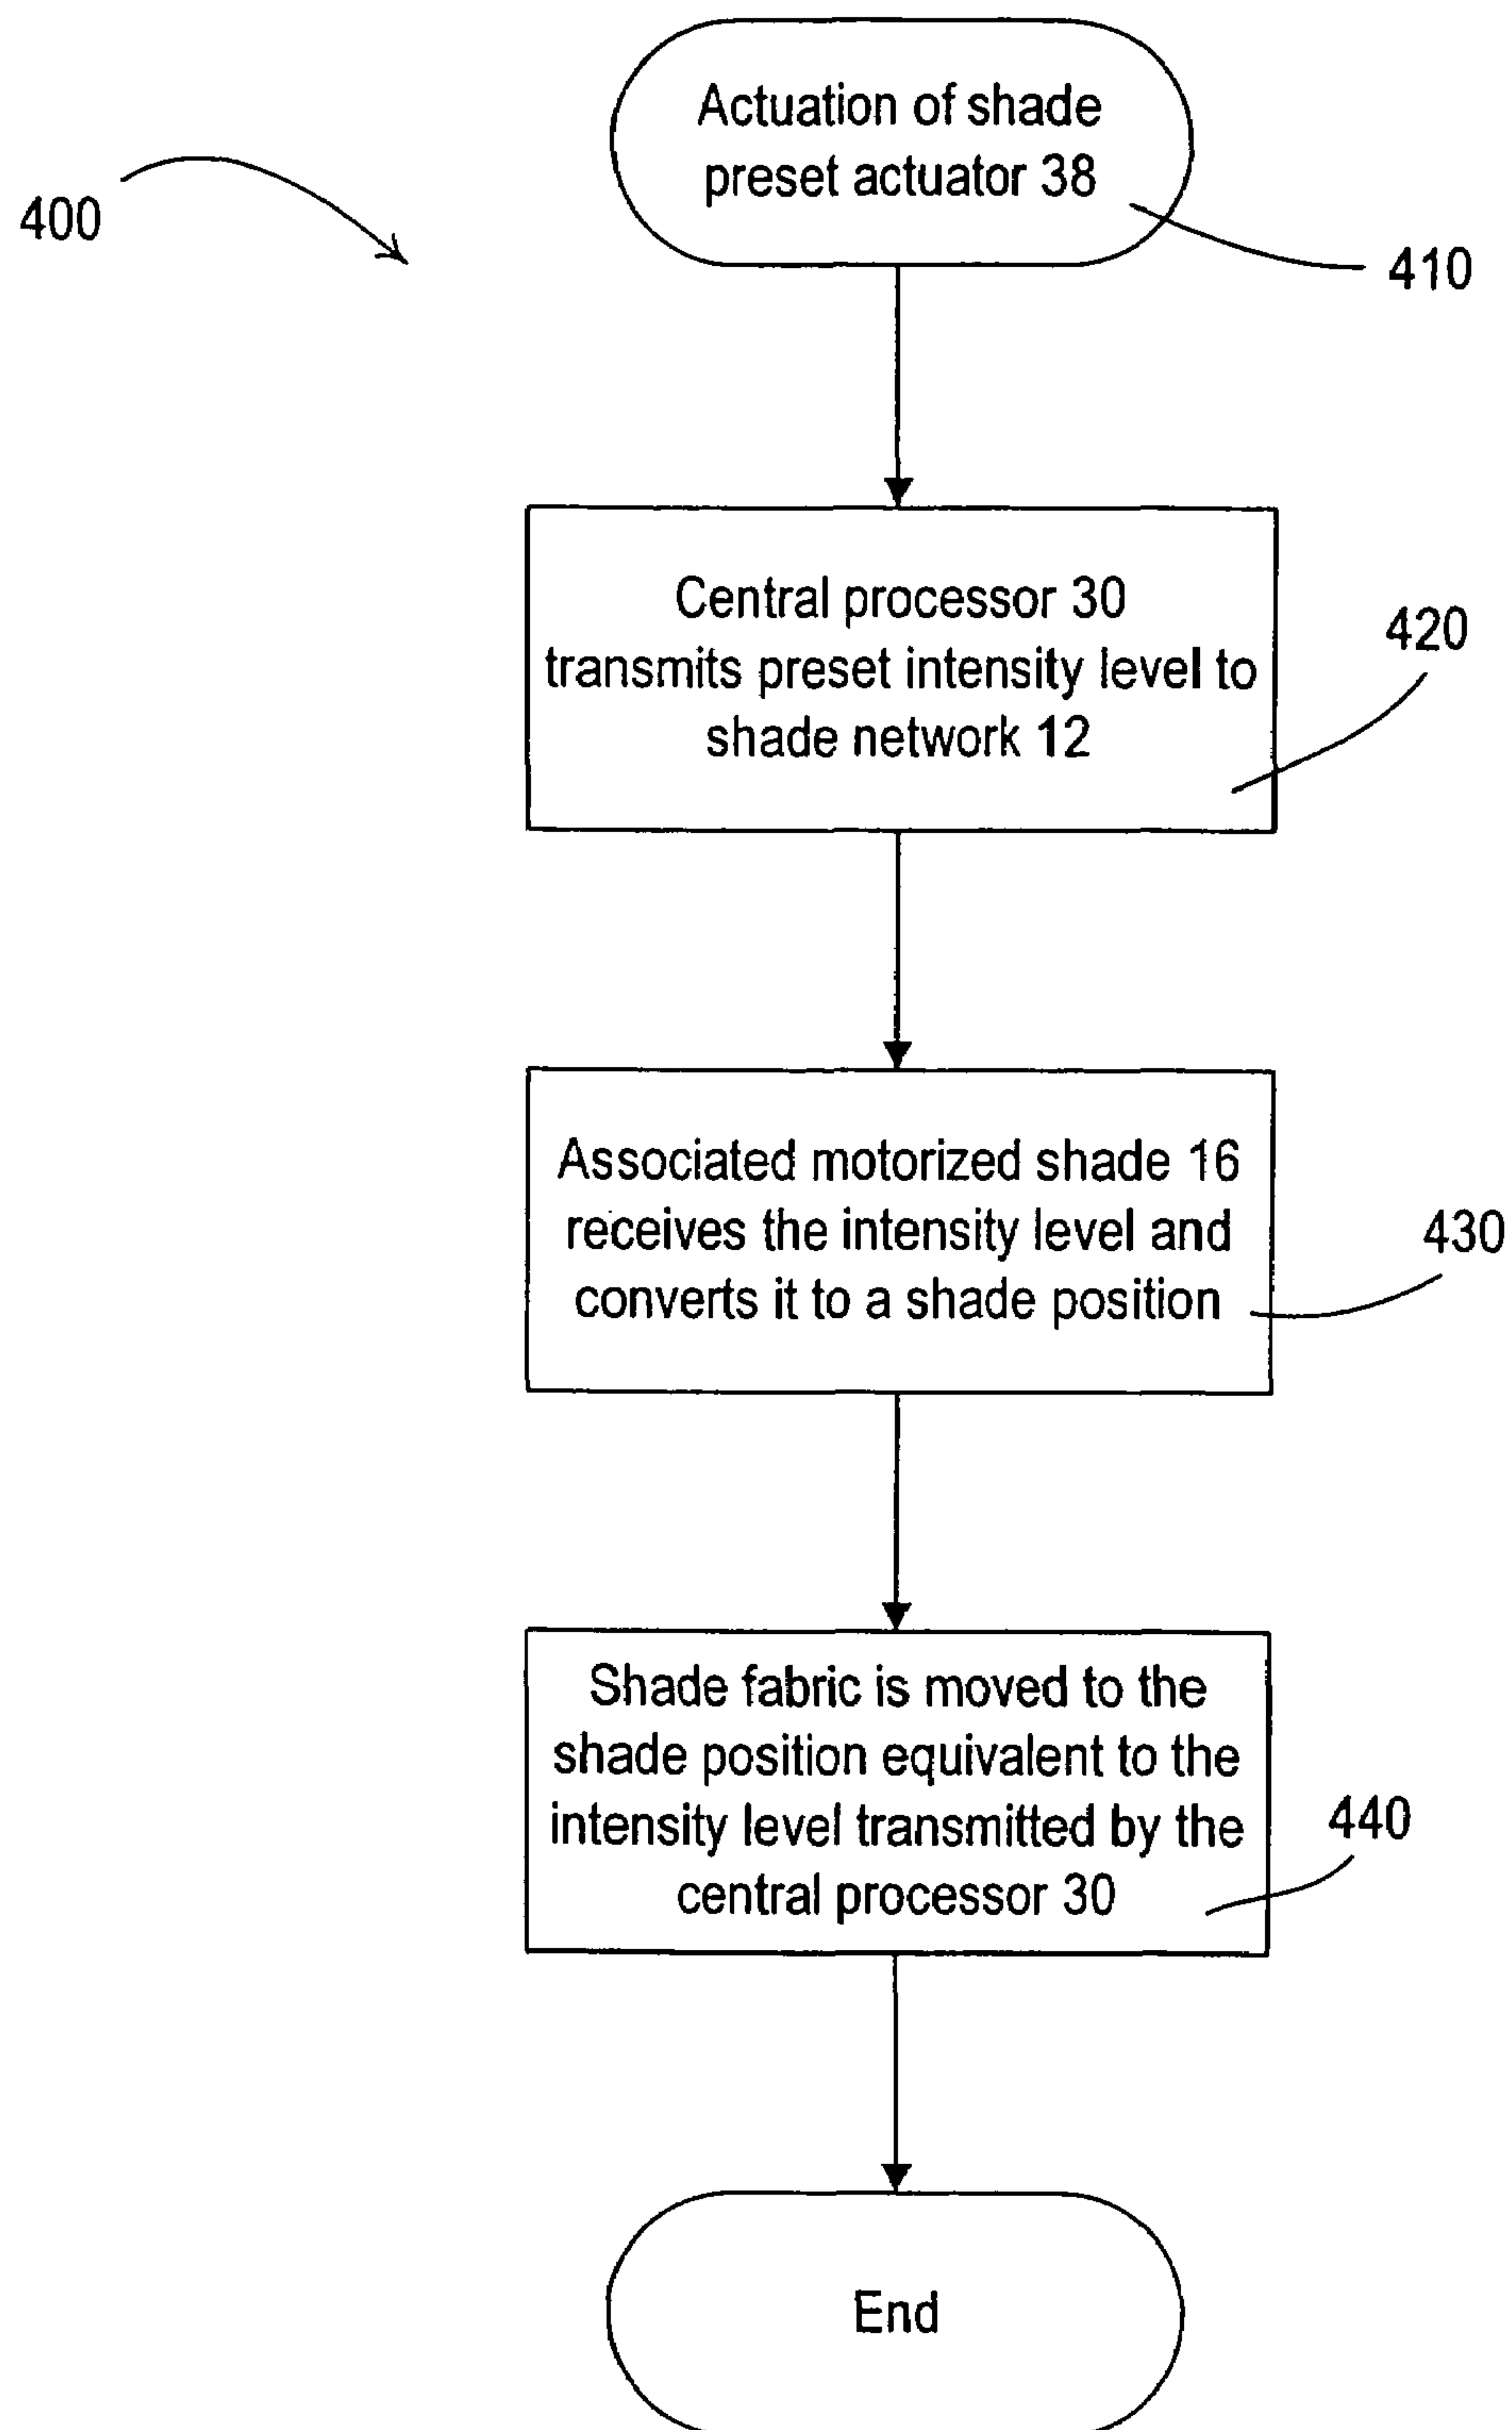 Actuation of shade
preset actuator 38
400
410
Central processor 30
transmits preset intensity level to
shade network 12
420
Associated motorized shade 16
receives the intensity level and
converts it to a shade position
430
Shade fabric is moved to the
shade position equivalent to the
intensity level transmitted by the
central processor 30
440
End